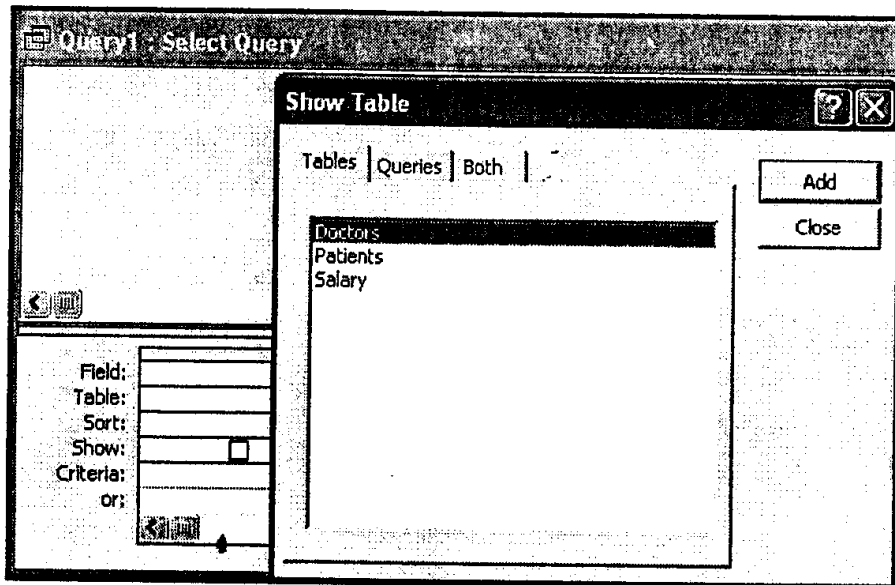 Query1 : Select Query
Show Table
Tables Queries Both
Add
Close
Doctors
Patients
Salary
Field:
Table:
Sort:
Show:
Criteria:
or: